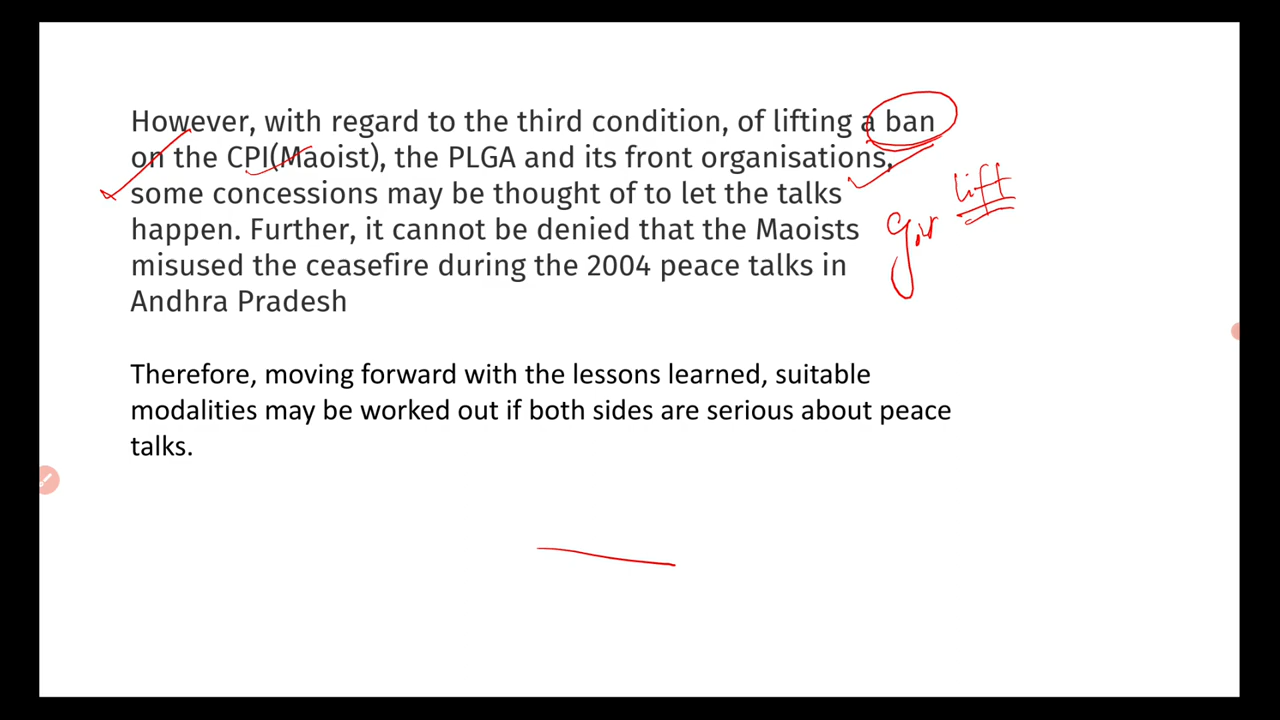 However, with regard to the third condition, of lifting a ban
on the CPI(Maoist), the PLGA and its front organisations,
some concessions may be thought of to let the talks
happen. Further, it cannot be denied that the Maoists
misused the ceasefire during the 2004 peace talks in
Andhra Pradesh
lift
Therefore, moving forward with the lessons learned, suitable
modalities may be worked out if both sides are serious about peace
talks.